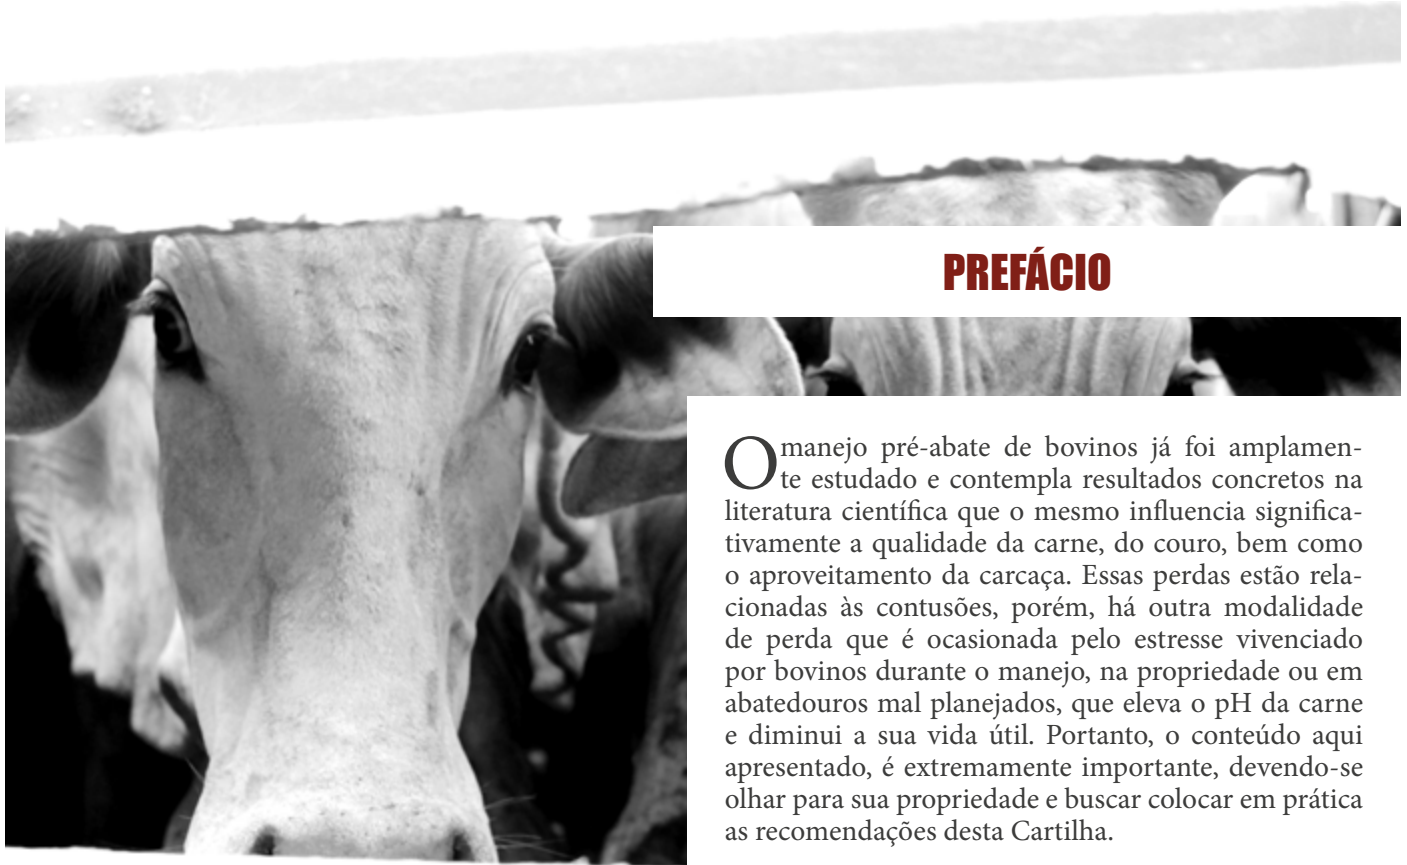 PREFÁCIO
O manejo pré-abate de bovinos já foi amplamen-
te estudado e contempla resultados concretos na
literatura científica que o mesmo influencia significa-
tivamente a qualidade da carne, do couro, bem como
o aproveitamento da carcaça. Essas perdas estão rela-
cionadas às contusões, porém, há outra modalidade
de perda que é ocasionada pelo estresse vivenciado
por bovinos durante o manejo, na propriedade ou em
abatedouros mal planejados, que eleva o pH da carne
e diminui a sua vida útil. Portanto, o conteúdo aqui
apresentado, é extremamente importante, devendo-se
olhar para sua propriedade e buscar colocar em prática
as recomendações desta Cartilha.